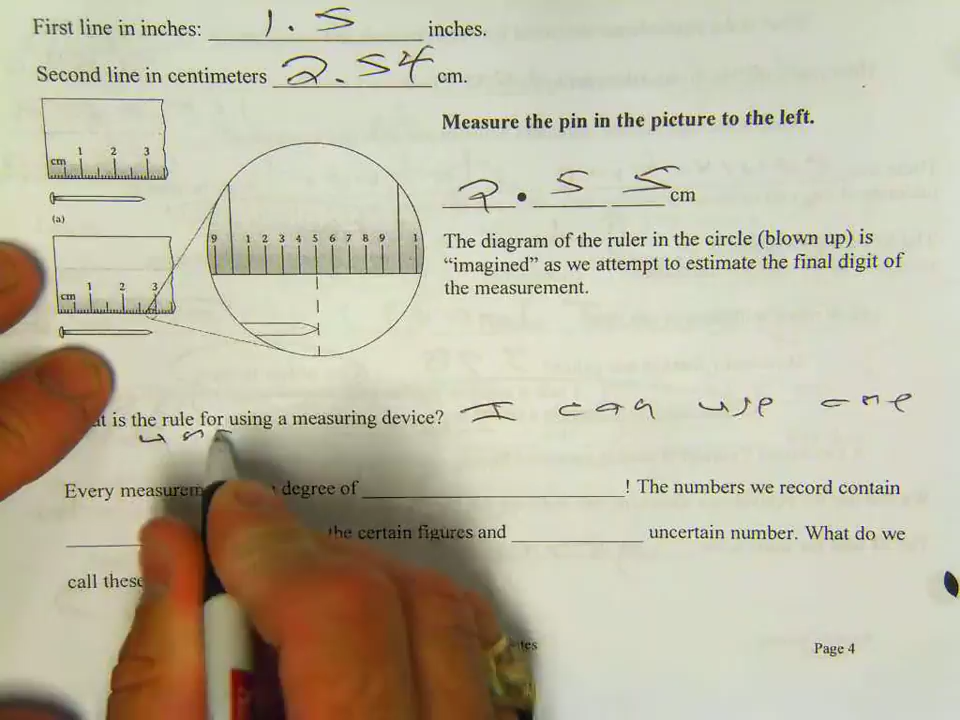 First line in inches: 1.5 inches.
Second line in centimeters 2.54 cm.
1 2 3
cm
Measure the pin in the picture to the left.
2.55 cm
(a)
9 1 2 3 4 5 6 7 8 9 1
The diagram of the ruler in the circle (blown up) is
"imagined" as we attempt to estimate the final digit of
the measurement.
1 2 3
cm
is the rule for using a measuring device? I can use one
Every degree of ! The numbers we record contain
the certain figures and uncertain number. What do we
call these
Page 4